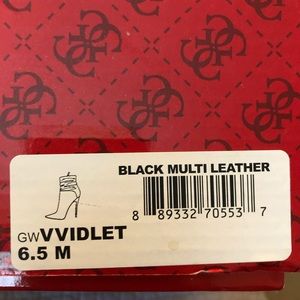 BLACK MULTI LEATHER
8 89332 70553 7
GWVVIDLET
6.5 M